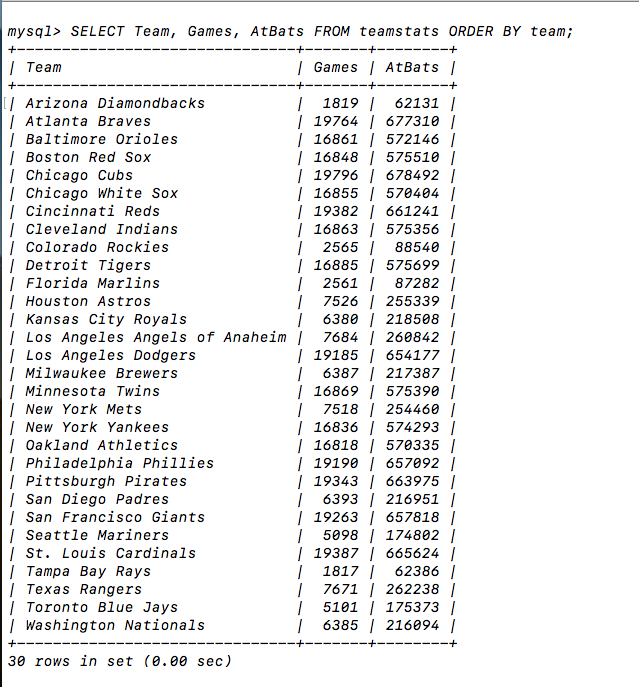 mysql> SELECT Team, Games, AtBats FROM teamstats ORDER BY team;
+-------------------------------+-------+--------+
| Team                          | Games | AtBats |
+-------------------------------+-------+--------+
| Arizona Diamondbacks          |  1819 |  62131 |
| Atlanta Braves                | 19764 | 677310 |
| Baltimore Orioles             | 16861 | 572146 |
| Boston Red Sox                | 16848 | 575510 |
| Chicago Cubs                  | 19796 | 678492 |
| Chicago White Sox             | 16855 | 570404 |
| Cincinnati Reds               | 19382 | 661241 |
| Cleveland Indians             | 16863 | 575356 |
| Colorado Rockies              |  2565 |  88540 |
| Detroit Tigers                | 16885 | 575699 |
| Florida Marlins               |  2561 |  87282 |
| Houston Astros                |  7526 | 255339 |
| Kansas City Royals            |  6380 | 218508 |
| Los Angeles Angels of Anaheim |  7684 | 260842 |
| Los Angeles Dodgers           | 19185 | 654177 |
| Milwaukee Brewers             |  6387 | 217387 |
| Minnesota Twins               | 16869 | 575390 |
| New York Mets                 |  7518 | 254460 |
| New York Yankees              | 16836 | 574293 |
| Oakland Athletics             | 16818 | 570335 |
| Philadelphia Phillies         | 19190 | 657092 |
| Pittsburgh Pirates            | 19343 | 663975 |
| San Diego Padres              |  6393 | 216951 |
| San Francisco Giants          | 19263 | 657818 |
| Seattle Mariners              |  5098 | 174802 |
| St. Louis Cardinals           | 19387 | 665624 |
| Tampa Bay Rays                |  1817 |  62386 |
| Texas Rangers                 |  7671 | 262238 |
| Toronto Blue Jays             |  5101 | 175373 |
| Washington Nationals          |  6385 | 216094 |
+-------------------------------+-------+--------+
30 rows in set (0.00 sec)